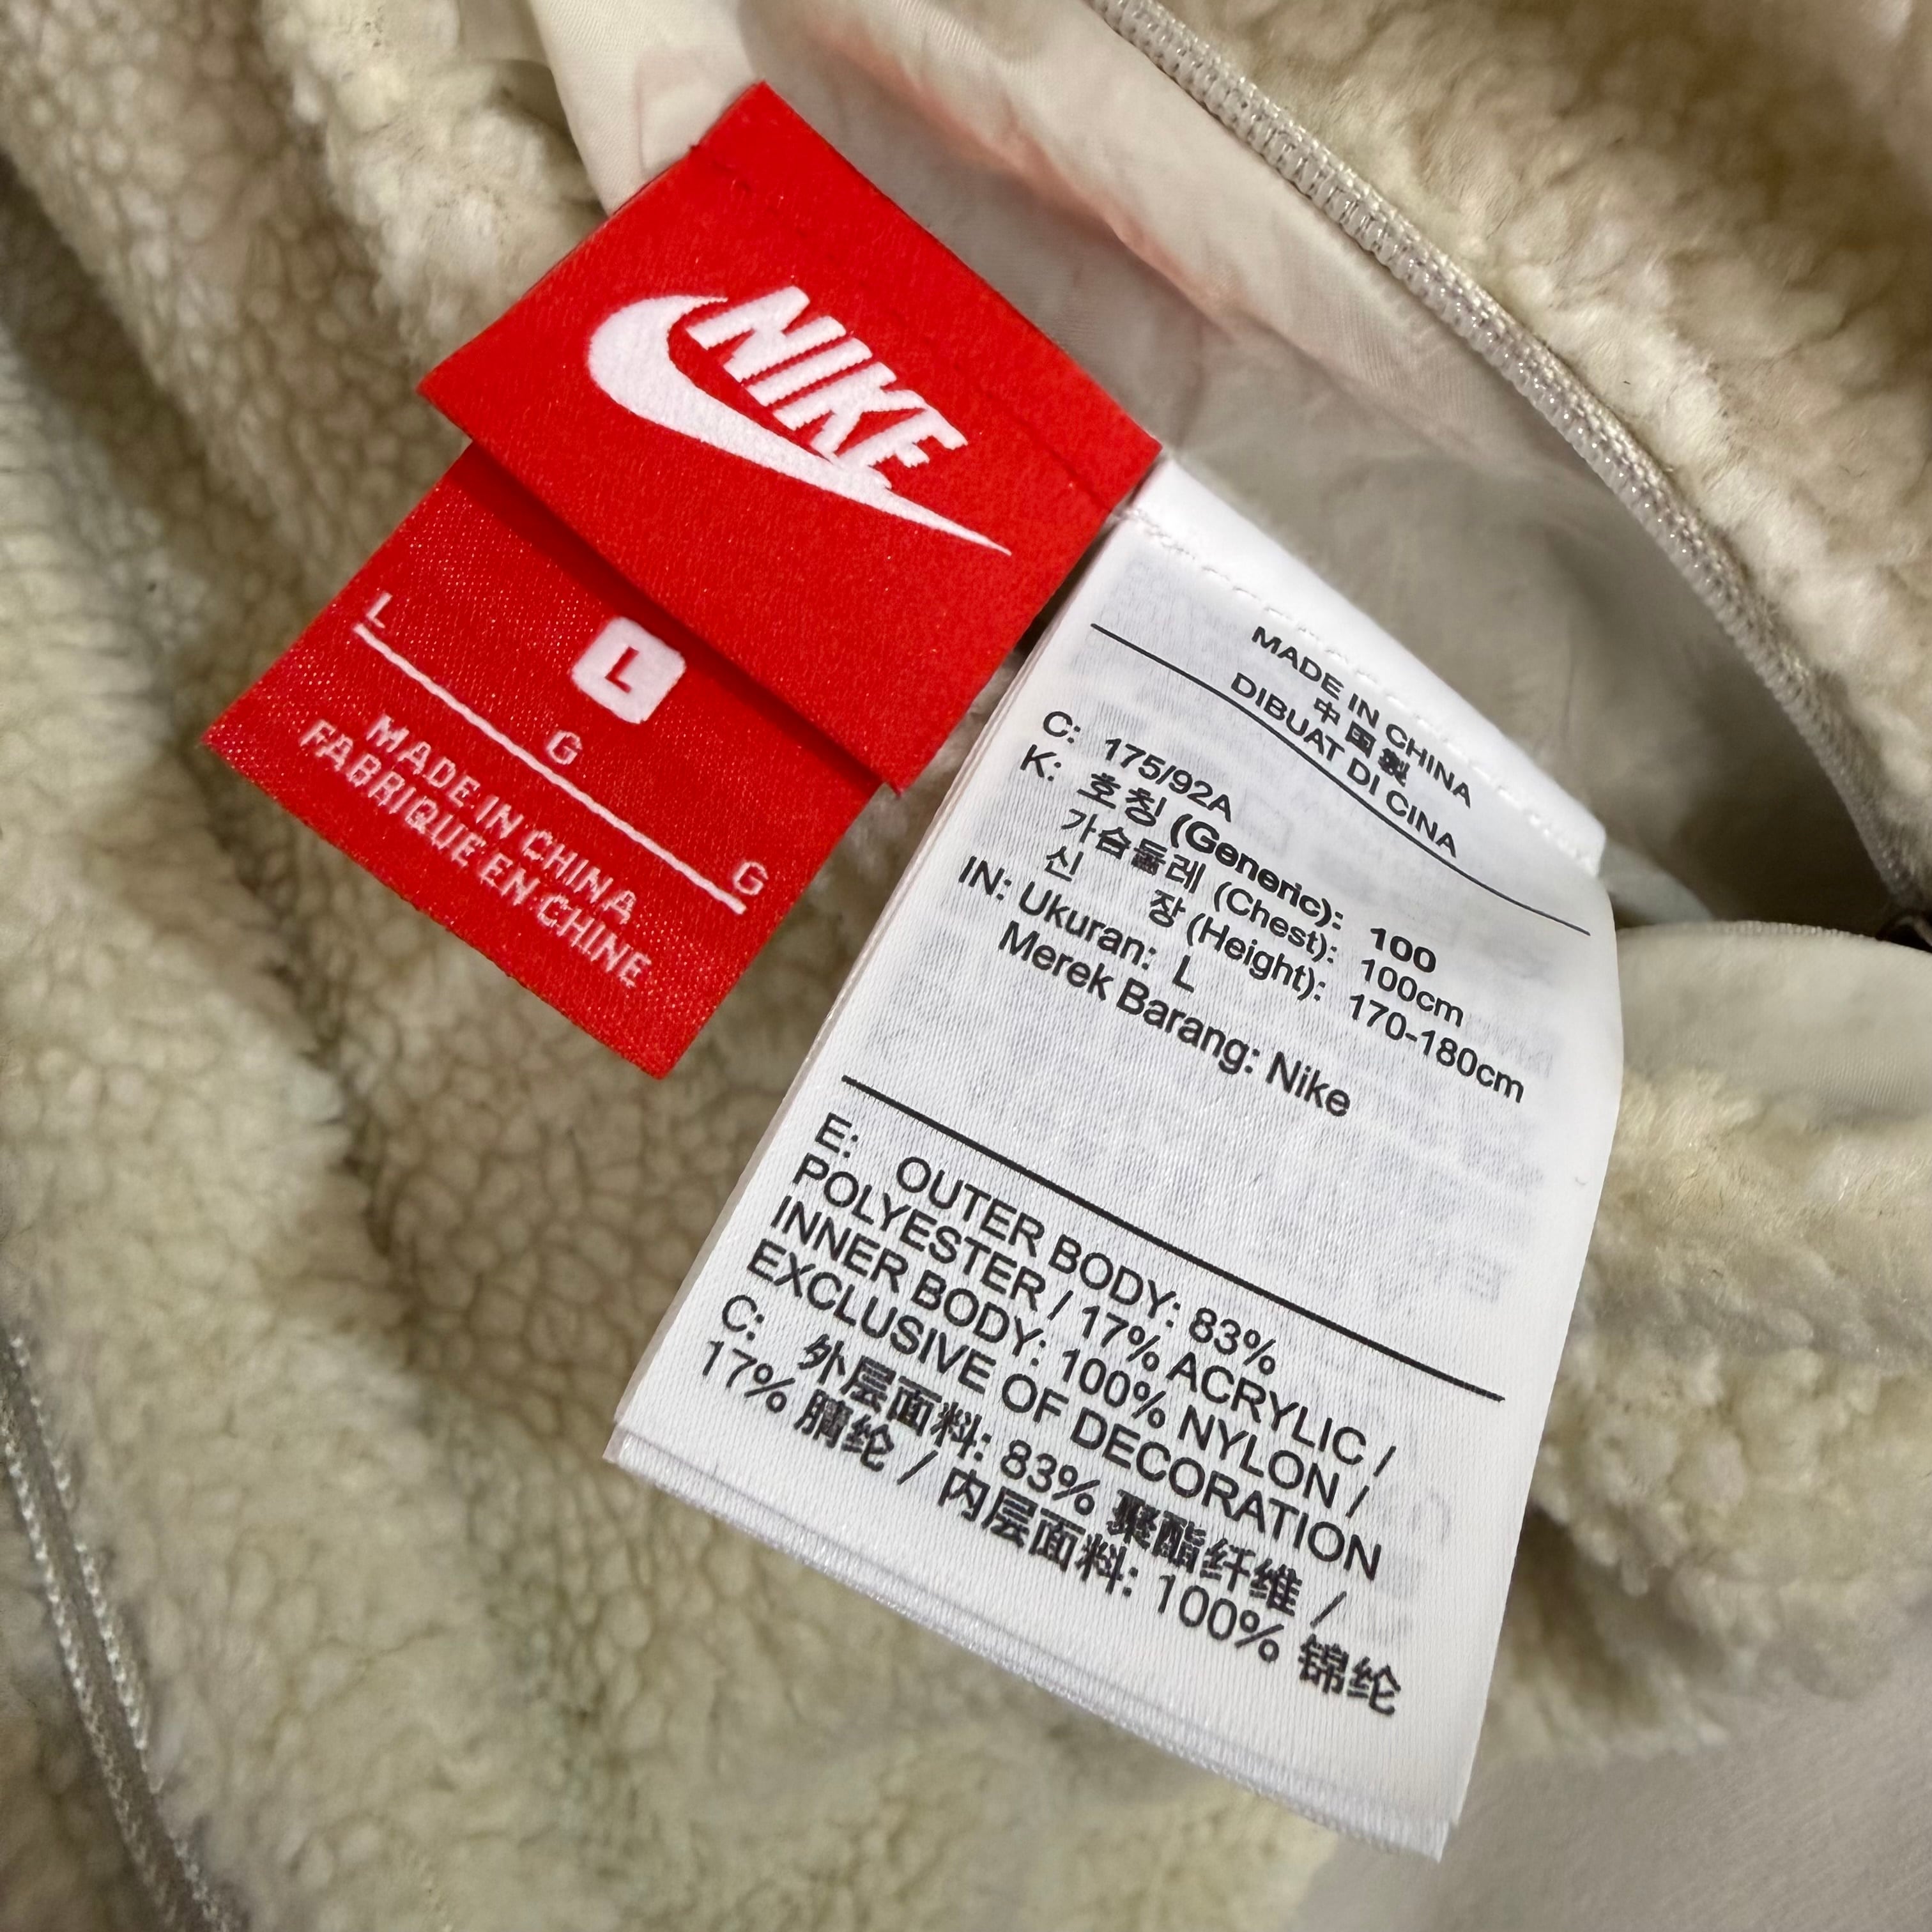 NIKE
L
L G G
MADE IN CHINA
FABRIQUE EN CHINE
MADE IN CHINA
中国製
DIBUAT DI CINA
C: 175/92A
K: 호칭 (Generic): 100
가슴둘레 (Chest): 100cm
신 장 (Height): 170-180cm
IN: Ukuran: L
Merek Barang: Nike
E: OUTER BODY: 83%
POLYESTER / 17% ACRYLIC /
INNER BODY: 100% NYLON /
EXCLUSIVE OF DECORATION
C: 外层面料: 83% 聚酯纤维 /
17% 腈纶 / 内层面料: 100% 锦纶